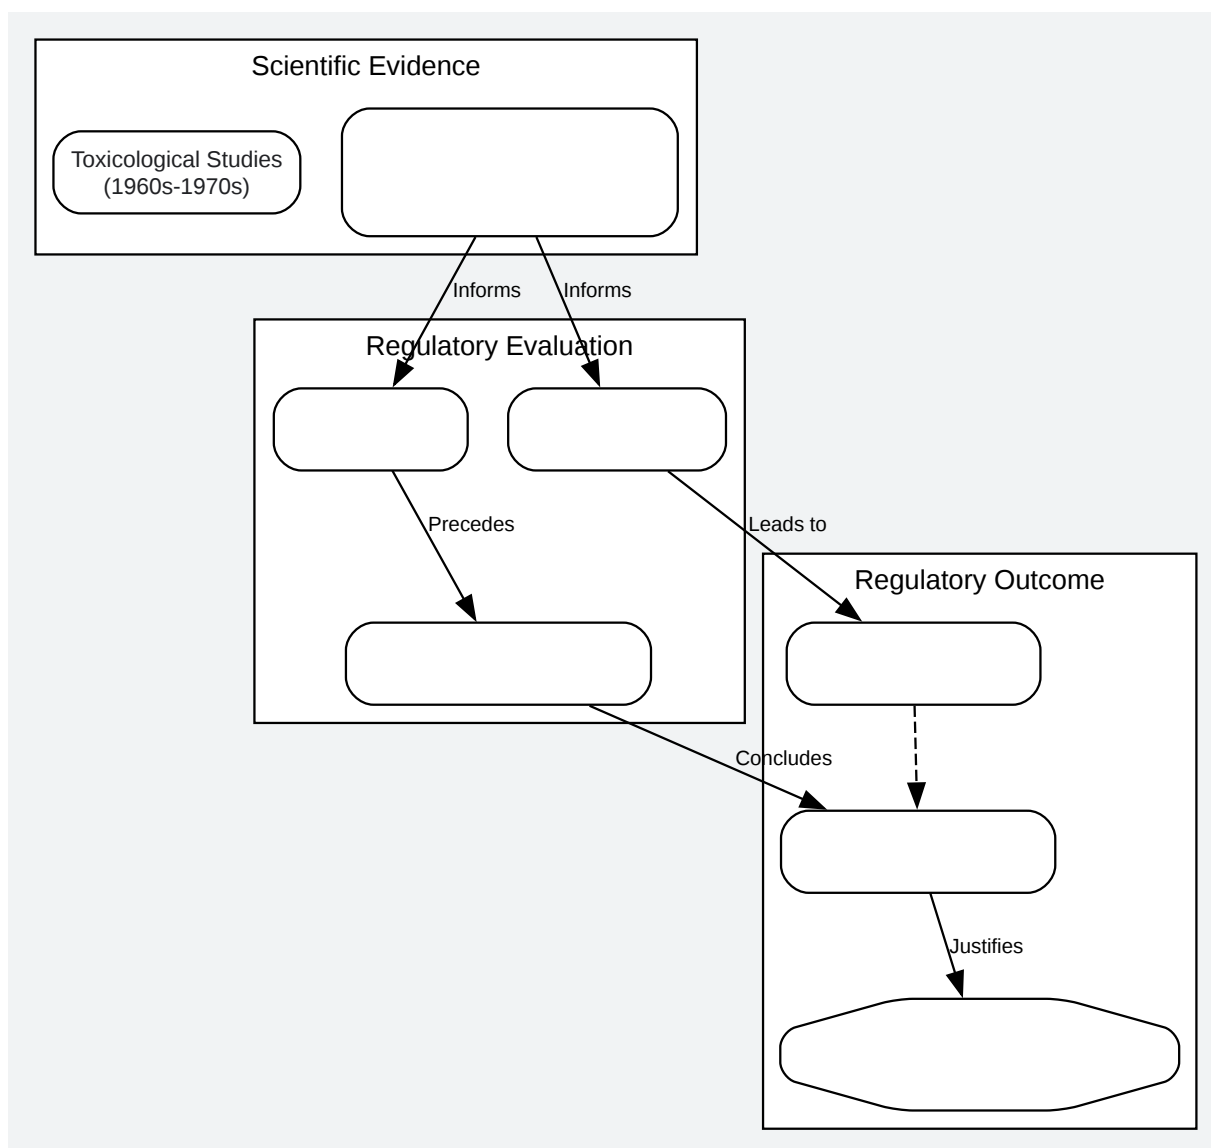 Scientific Evidence
Toxicological Studies
(1960s-1970s)
Informs
Informs
Regulatory Evaluation
Precedes
Leads to
Regulatory Outcome
Concludes
Justifies